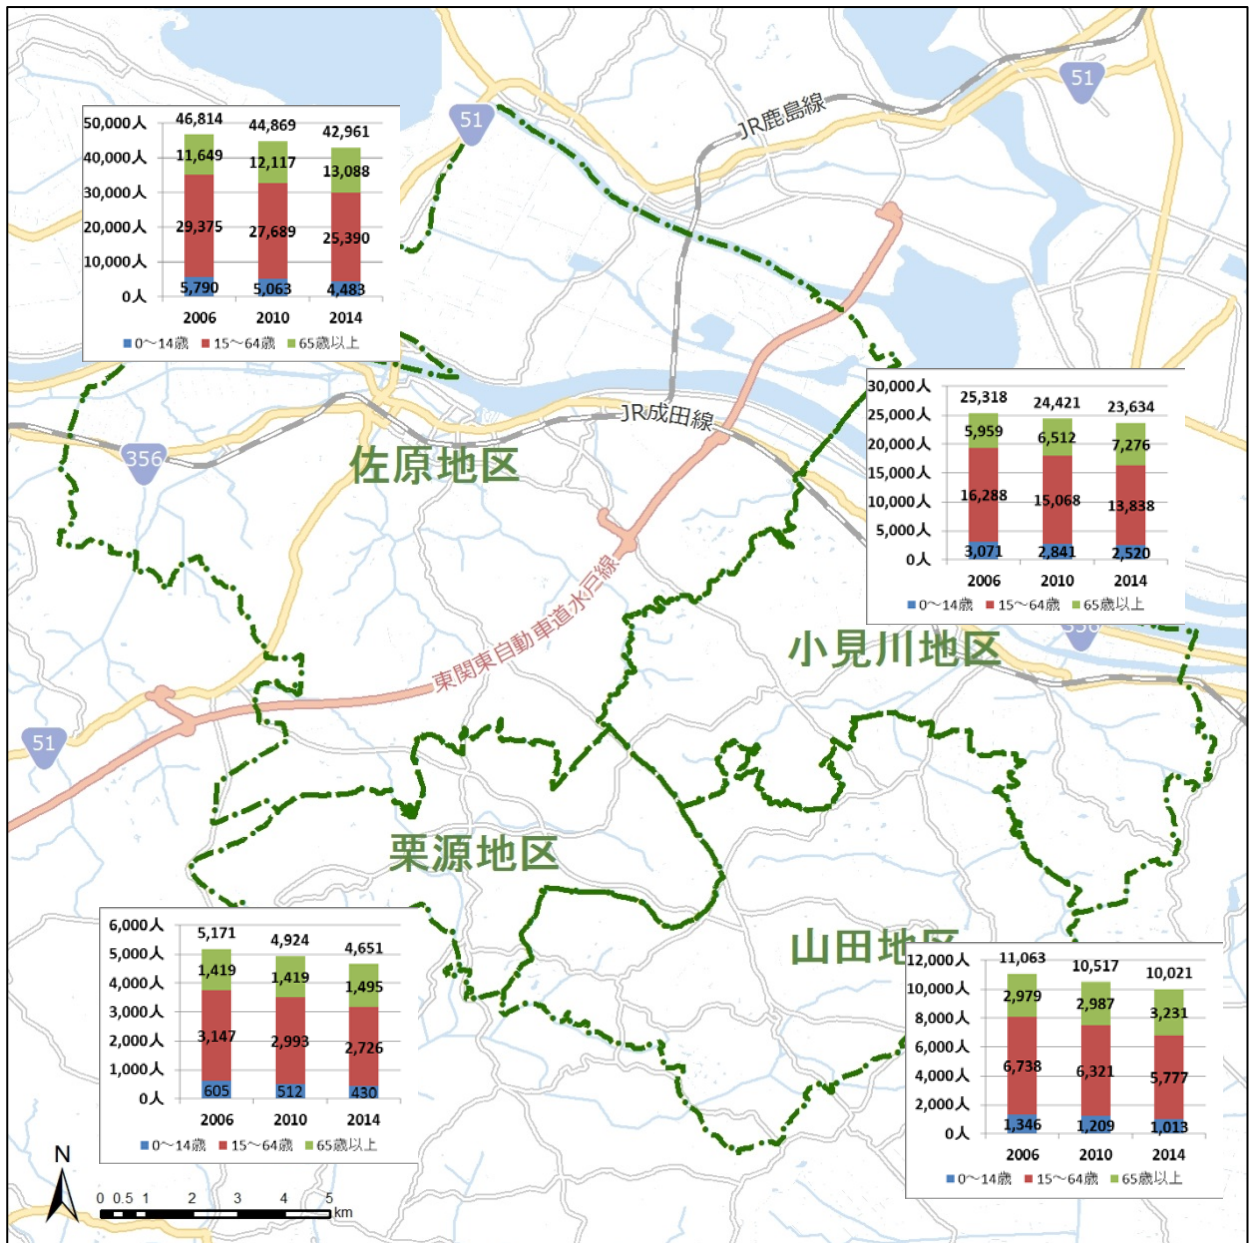 51
JR鹿島線
51
50,000人
40,000人
30,000人
20,000人
10,000人
0人
46,814
44,869
42,961
11,649
12,117
13,088
29,375
27,689
25,390
5,790
5,063
4,483
2006
2010
2014
0～14歳
15～64歳
65歳以上
JR成田線
356
佐原地区
30,000人
25,000人
20,000人
15,000人
10,000人
5,000人
0人
25,318
24,421
23,634
5,959
6,512
7,276
16,288
15,068
13,838
3,071
2,841
2,520
2006
2010
2014
0～14歳
15～64歳
65歳以上
東関東自動車道水戸線
小見川地区
51
栗源地区
山田地区
6,000人
5,000人
4,000人
3,000人
2,000人
1,000人
0人
5,171
4,924
4,651
1,419
1,419
1,495
3,147
2,993
2,726
605
512
430
2006
2010
2014
0～14歳
15～64歳
65歳以上
12,000人
10,000人
8,000人
6,000人
4,000人
2,000人
0人
11,063
10,517
10,021
2,979
2,987
3,231
6,738
6,321
5,777
1,346
1,209
1,013
2006
2010
2014
0～14歳
15～64歳
65歳以上
N
0 0.5 1 2 3 4 5
km